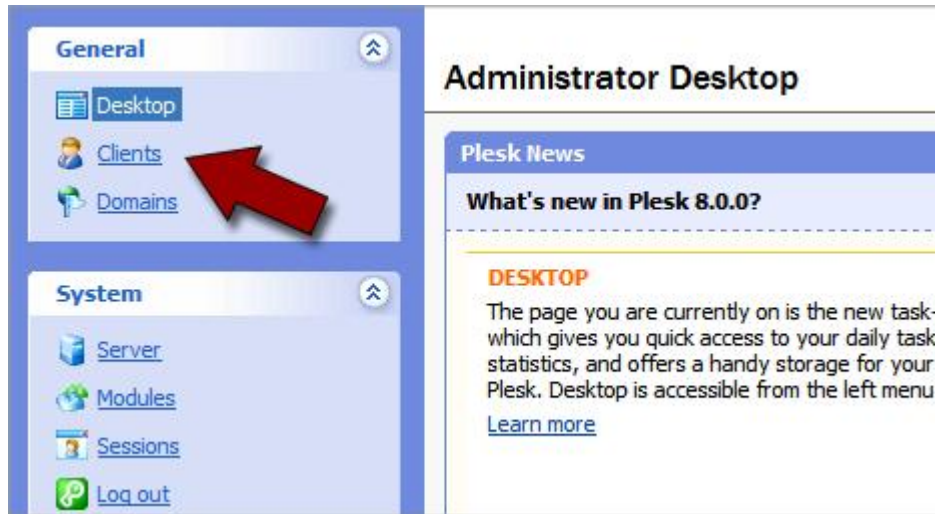 General
Desktop
Clients
Domains
System
Server
Modules
Sessions
Log out
Administrator Desktop
Plesk News
What's new in Plesk 8.0.0?
DESKTOP
The page you are currently on is the new task-
which gives you quick access to your daily task
statistics, and offers a handy storage for your
Plesk. Desktop is accessible from the left menu
Learn more